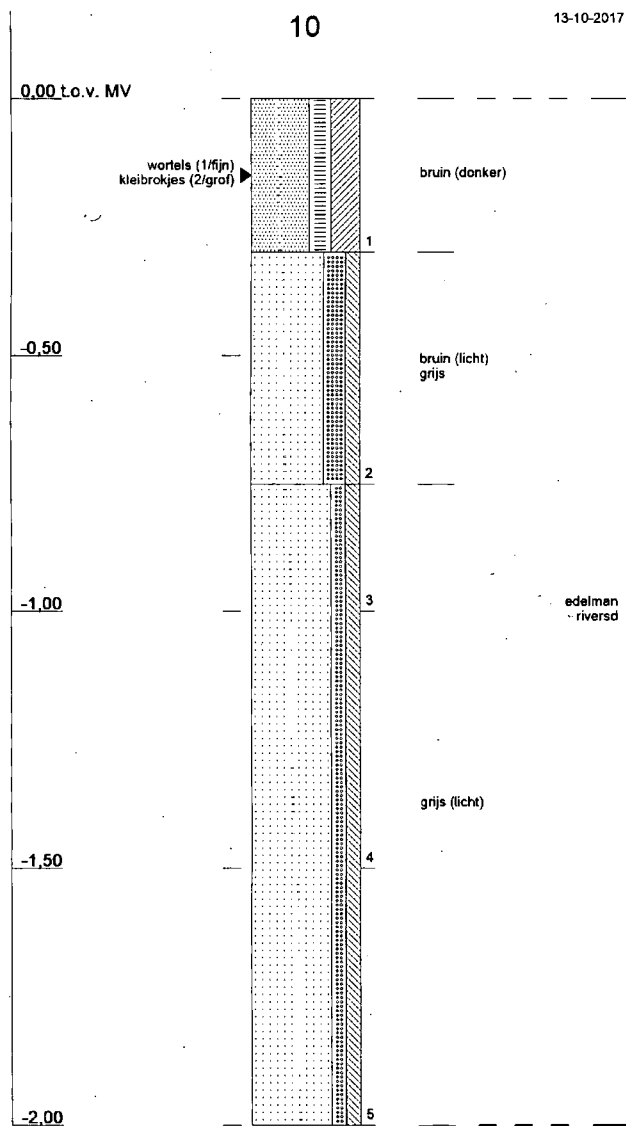 10
13-10-2017
0,00 t.o.v. MV
wortels (1/fijn)
kleibrokjes (2/grof)
bruin (donker)
1
-0,50
bruin (licht)
grijs
2
-1,00
3
edelman
riversd
grijs (licht)
-1,50
4
-2,00
5